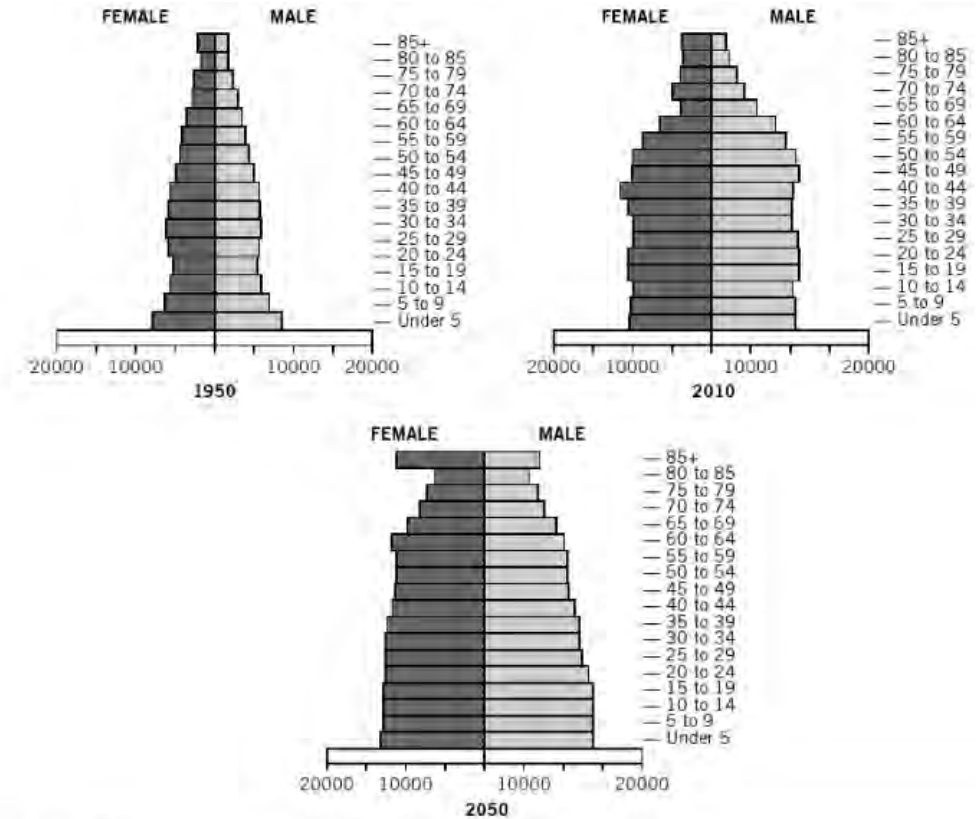 FEMALE MALE
85+
80 to 85
75 to 79
70 to 74
65 to 69
60 to 64
55 to 59
50 to 54
45 to 49
40 to 44
35 to 39
30 to 34
25 to 29
20 to 24
15 to 19
10 to 14
5 to 9
Under 5
20000 10000 10000 20000
1950
FEMALE MALE
85+
80 to 85
75 to 79
70 to 74
65 to 69
60 to 64
55 to 59
50 to 54
45 to 49
40 to 44
35 to 39
30 to 34
25 to 29
20 to 24
15 to 19
10 to 14
5 to 9
Under 5
20000 10000 10000 20000
2010
FEMALE MALE
85+
80 to 85
75 to 79
70 to 74
65 to 69
60 to 64
55 to 59
50 to 54
45 to 49
40 to 44
35 to 39
30 to 34
25 to 29
20 to 24
15 to 19
10 to 14
5 to 9
Under 5
20000 10000 10000 20000
2050